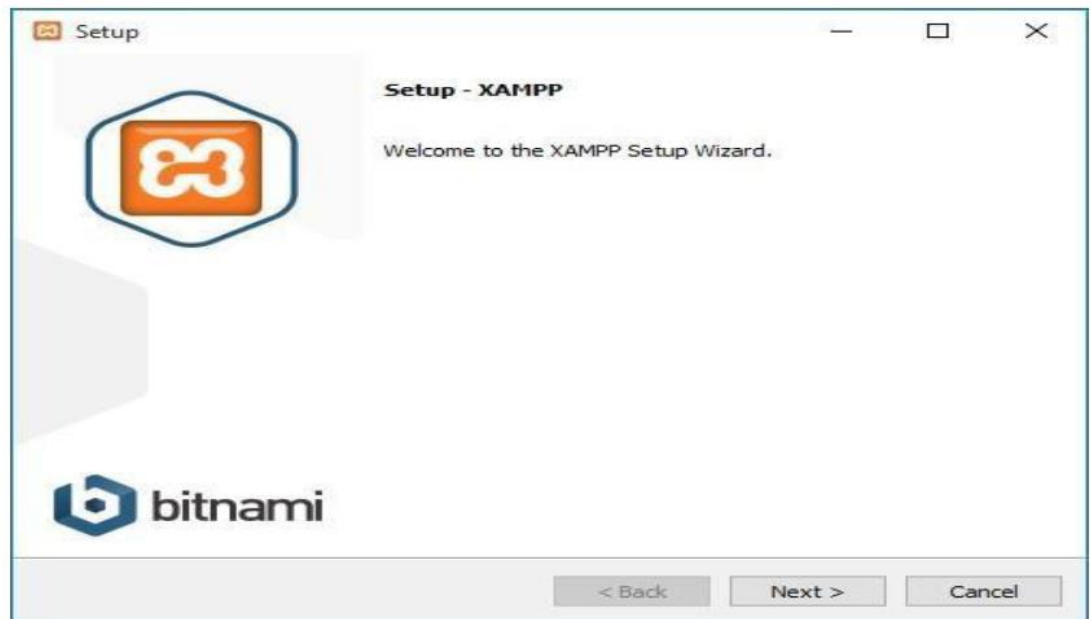 Setup
Setup - XAMPP
Welcome to the XAMPP Setup Wizard.
bitnami
< Back
Next >
Cancel